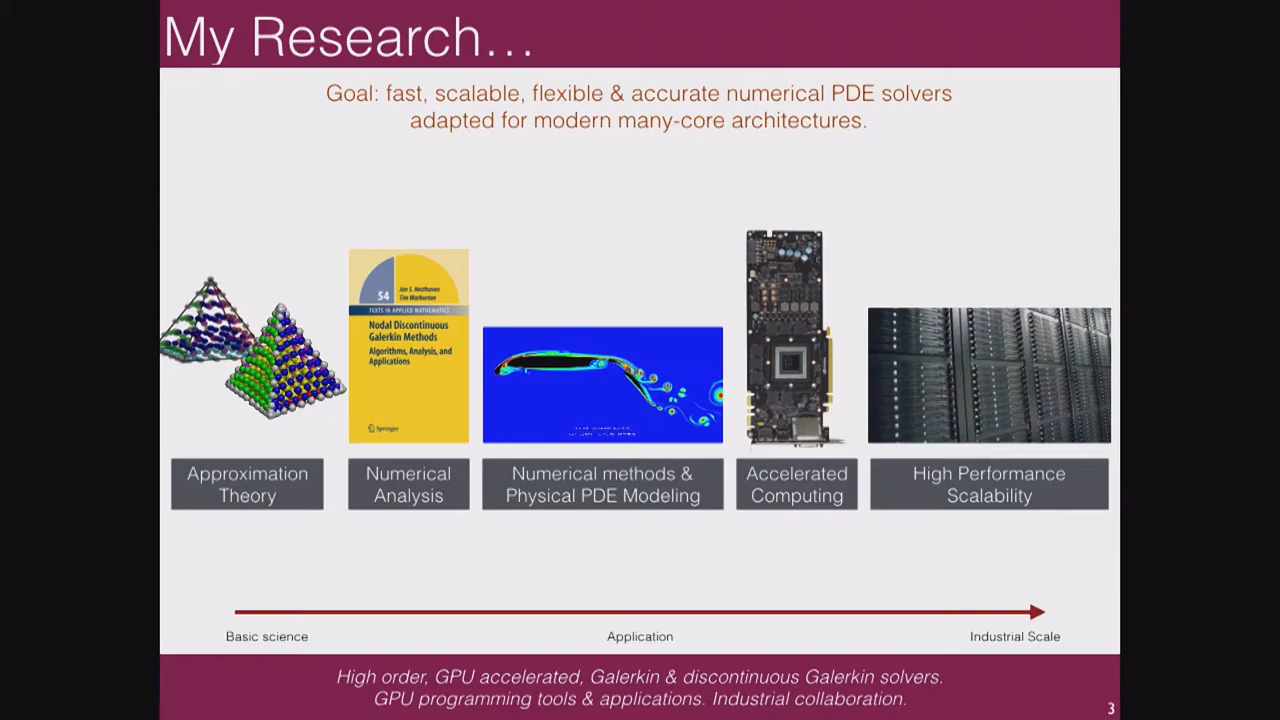 My Research...
Goal: fast, scalable, flexible & accurate numerical PDE solvers
adapted for modern many-core architectures.
54
Jan S. Hesthaven
Tim Warburton
TEXTS IN APPLIED MATHEMATICS
Nodal Discontinuous
Galerkin Methods
Algorithms, Analysis, and
Applications
Springer
Approximation
Theory
Numerical
Analysis
Numerical methods &
Physical PDE Modeling
Accelerated
Computing
High Performance
Scalability
Basic science
Application
Industrial Scale
High order, GPU accelerated, Galerkin & discontinuous Galerkin solvers.
GPU programming tools & applications. Industrial collaboration.
3